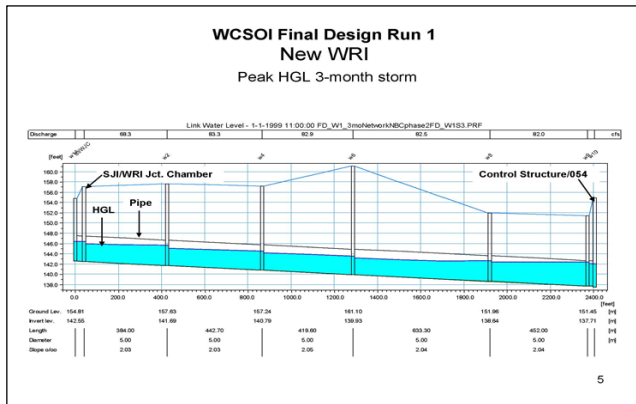 WCSOI Final Design Run 1
New WRI
Peak HGL 3-month storm
Link Water Level - 1-1-1999 11:00:00 FD_W1_3moNetworkNBCphase2FD_W1S3.PRF
Discharge 83.3 82.9 82.5 82.0 cfs
[feet]
160.0
158.0
156.0
154.0
152.0
150.0
148.0
146.0
144.0
142.0
140.0
138.0
SJI/WRI Jct. Chamber
Control Structure/054
HGL
Pipe
0.0 200.0 400.0 600.0 800.0 1000.0 1200.0 1400.0 1600.0 1800.0 2000.0 2200.0 2400.0
[feet]
Ground Lev. 154.81 157.63 157.24 161.10 151.96 151.45 [m]
Invert lev. 142.55 141.69 140.79 139.93 138.64 137.71 [m]
Length 384.00 442.70 419.60 633.30 452.00 [m]
Diameter 5.00 5.00 5.00 5.00 5.00 [m]
Slope o/oo 2.03 2.03 2.05 2.04 2.04
5